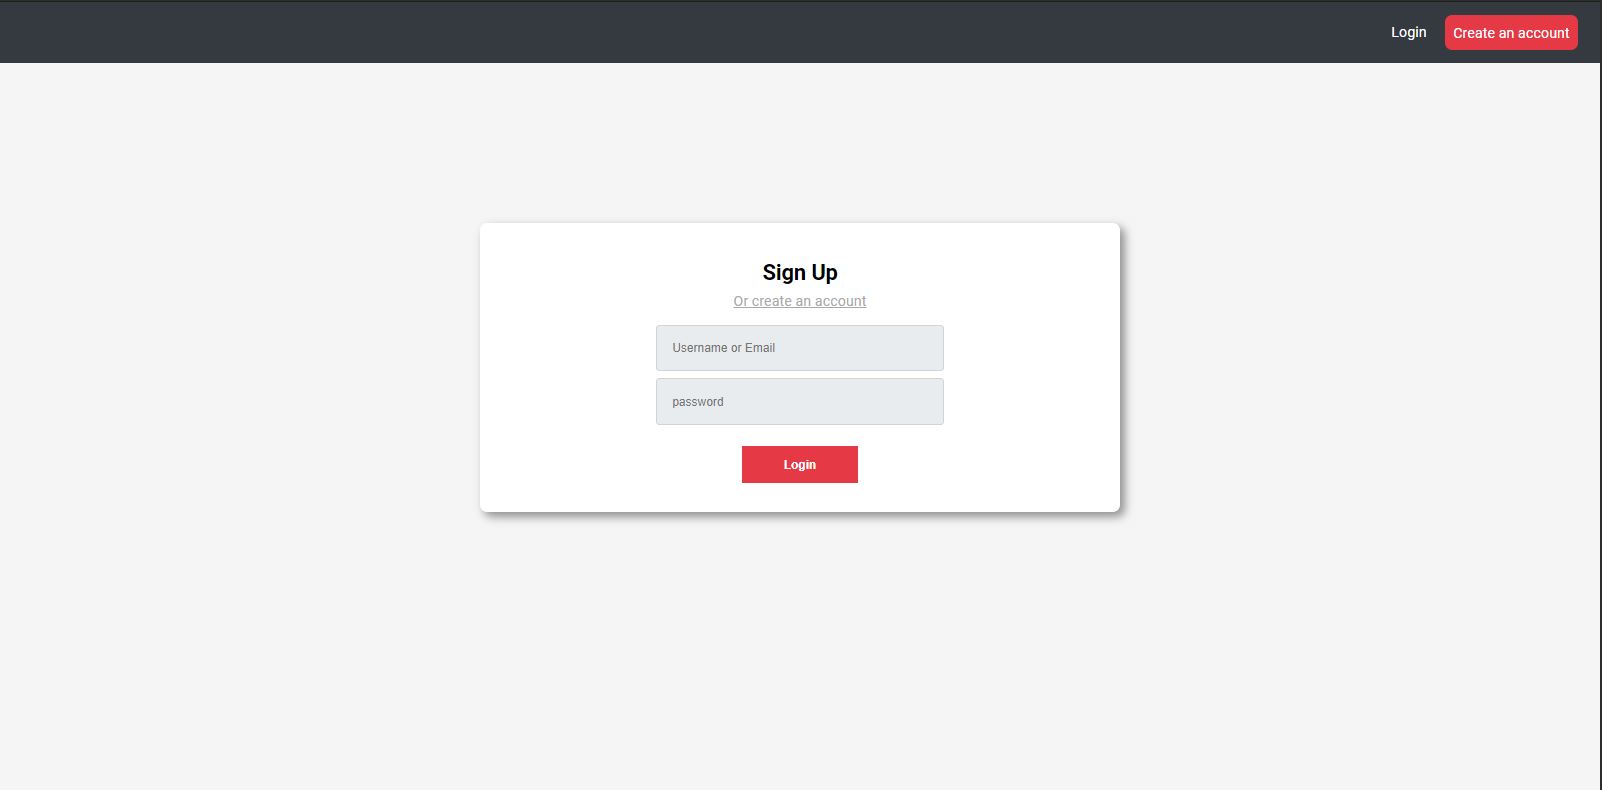 Login Create an account
Sign Up
Or create an account
Username or Email
password
Login